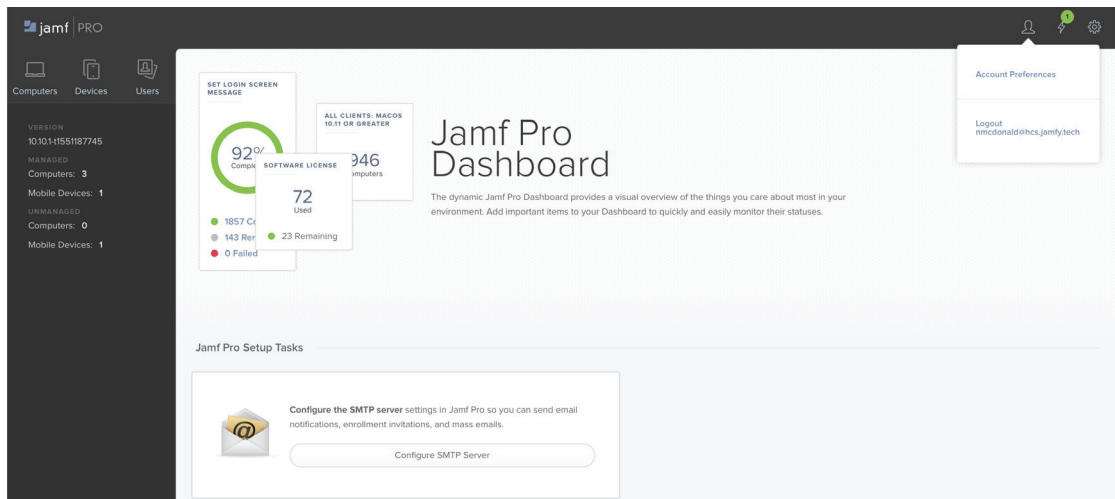 jamf PRO
1
Computers
Devices
Users
VERSION
10.10.1-t1551187745
MANAGED
Computers: 3
Mobile Devices: 1
UNMANAGED
Computers: 0
Mobile Devices: 1
SET LOGIN SCREEN
MESSAGE
92%
1857
143
0 Failed
ALL CLIENTS: MACOS
10.11 OR GREATER
946
SOFTWARE LICENSE
72
Used
23 Remaining
Jamf Pro
Dashboard
The dynamic Jamf Pro Dashboard provides a visual overview of the things you care about most in your
environment. Add important items to your Dashboard to quickly and easily monitor their statuses.
Account Preferences
Logout
nmcdonald@hcs.jamfy.tech
Jamf Pro Setup Tasks
@
Configure the SMTP server settings in Jamf Pro so you can send email
notifications, enrollment invitations, and mass emails.
Configure SMTP Server